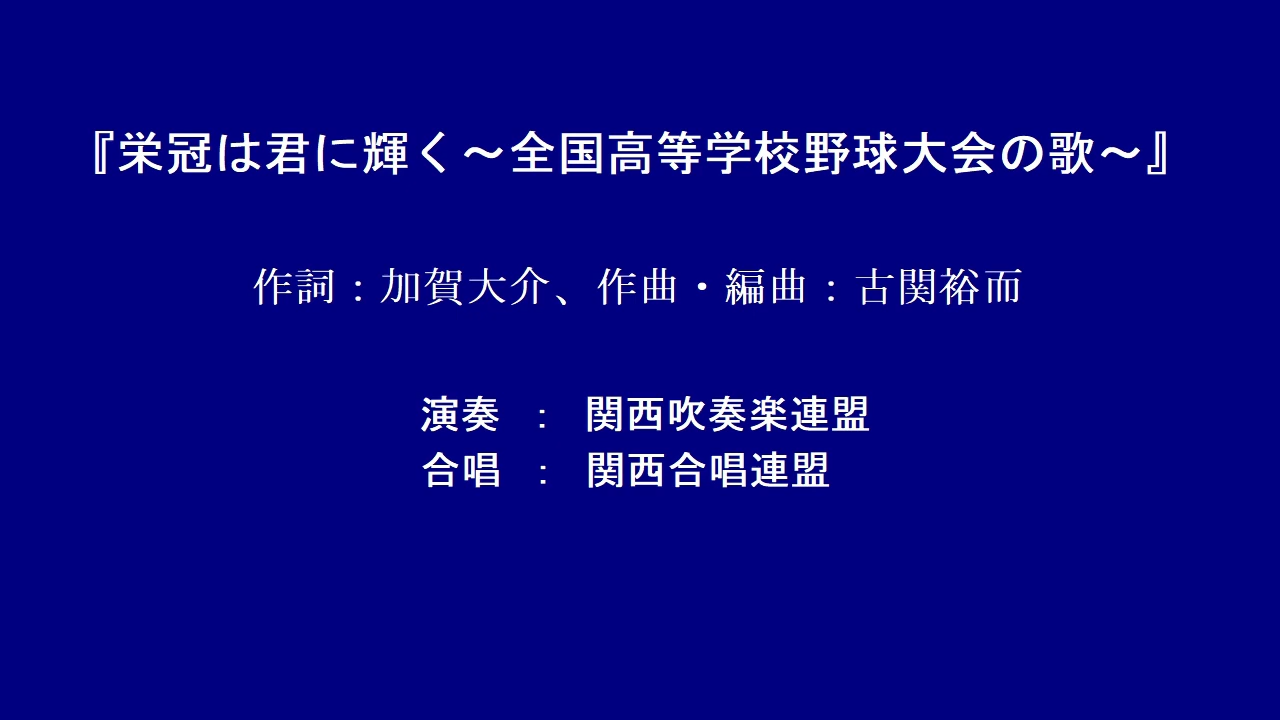 『栄冠は君に輝く～全国高等学校野球大会の歌～』
作詞：加賀大介、作曲・編曲：古関裕而
演奏　：　関西吹奏楽連盟
合唱　：　関西合唱連盟